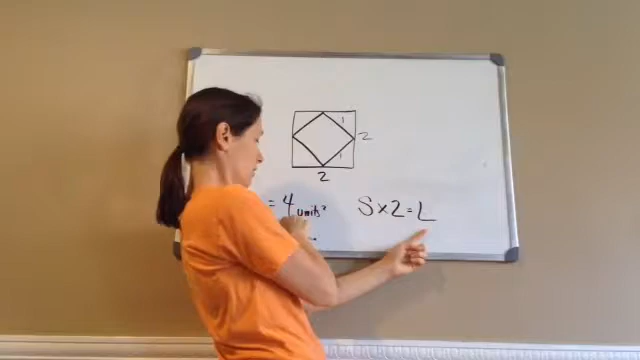 1
2
1
2
= 4 units²
S x 2 = L